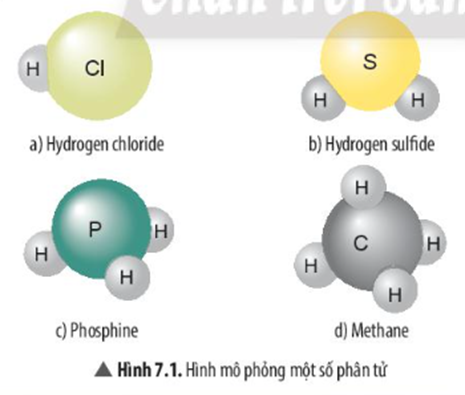 Cl
H
a) Hydrogen chloride
S
H
H
b) Hydrogen sulfide
P
H
H
H
c) Phosphine
H
C
H
H
H
d) Methane
▲ Hình 7.1. Hình mô phỏng một số phân tử